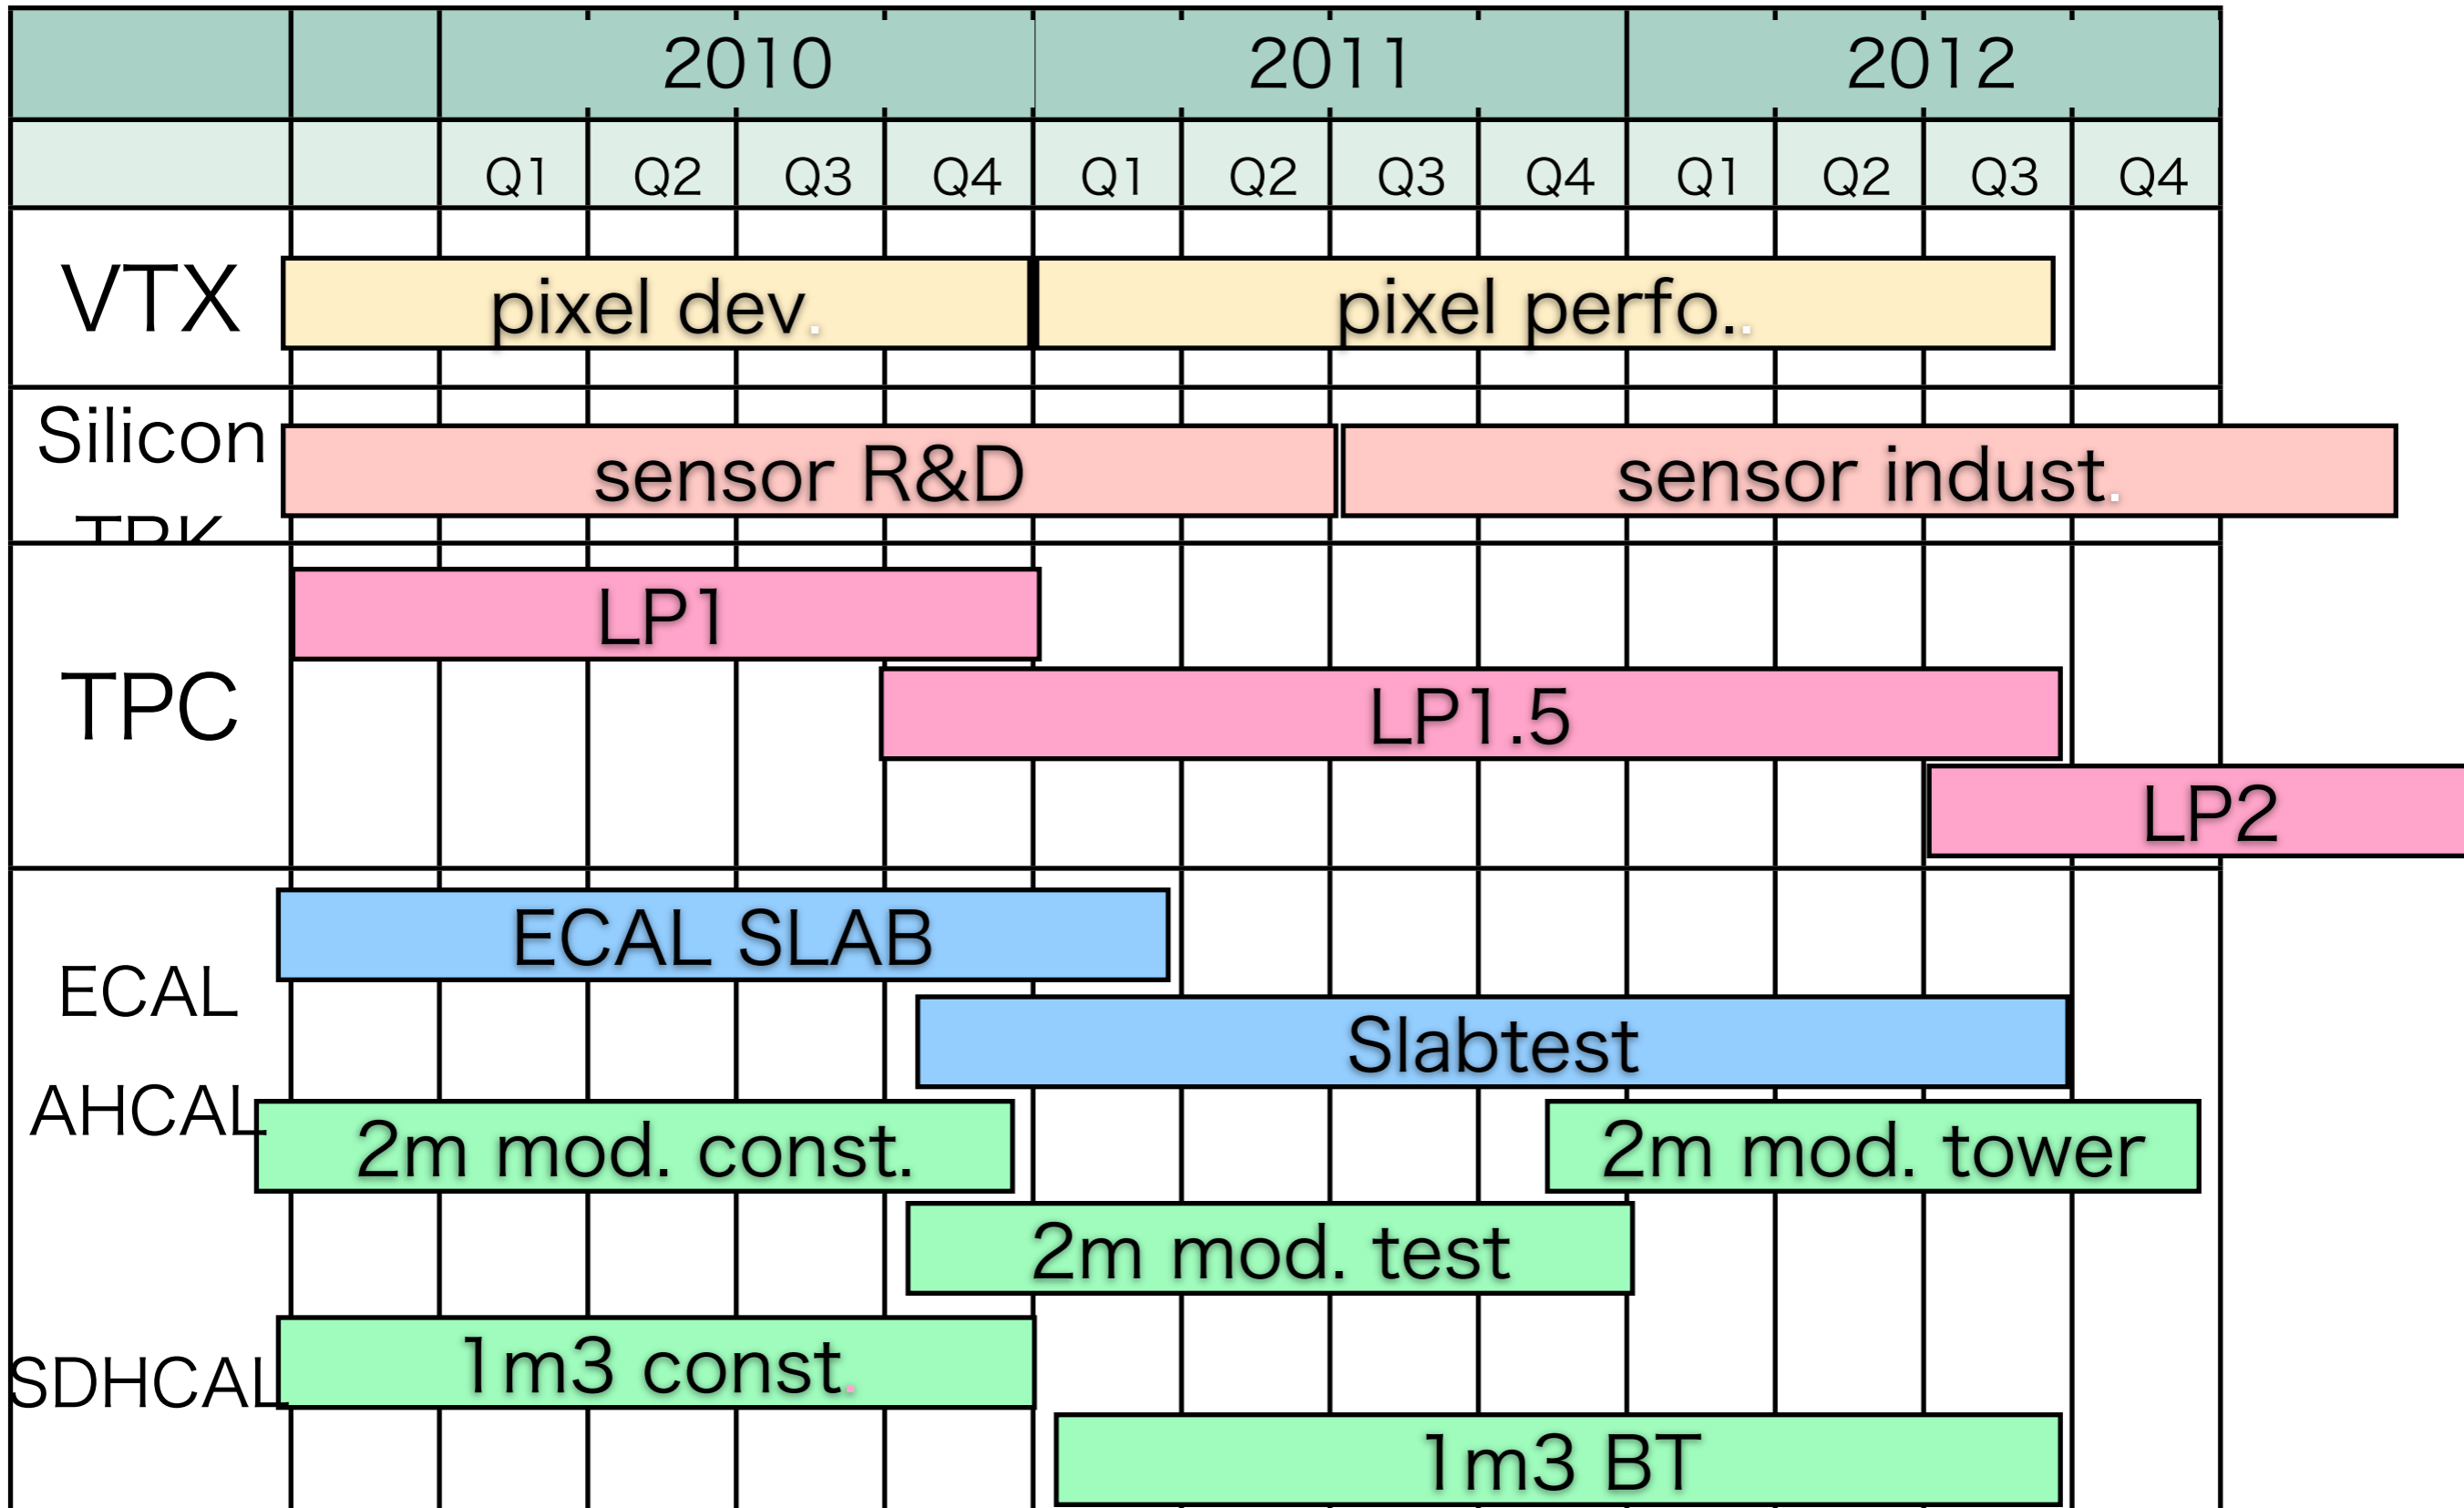 2010 2011 2012
Q1 Q2 Q3 Q4 Q1 Q2 Q3 Q4 Q1 Q2 Q3 Q4
VTX
pixel dev. pixel perfo..
Silicon
TRK
sensor R&D sensor indust.
TPC
LP1
LP1.5
LP2
ECAL
ECAL SLAB
Slabtest
AHCAL
2m mod. const. 2m mod. tower
2m mod. test
SDHCAL
1m3 const.
1m3 BT